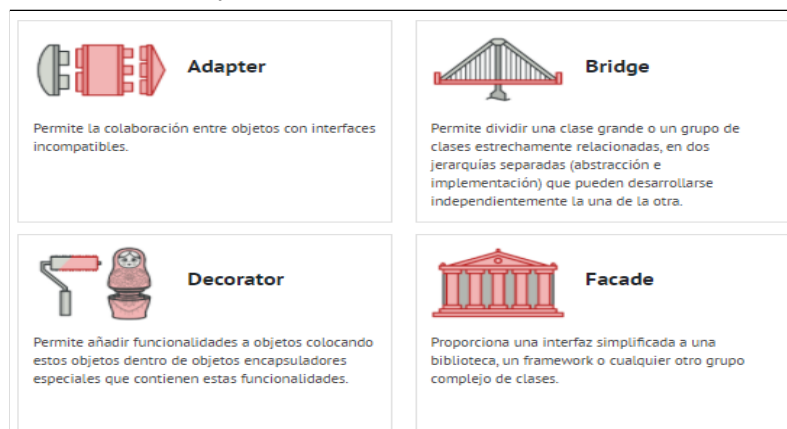 Adapter
Permite la colaboración entre objetos con interfaces
incompatibles.
Bridge
Permite dividir una clase grande o un grupo de
clases estrechamente relacionadas, en dos
jerarquías separadas (abstracción e
implementación) que pueden desarrollarse
independientemente la una de la otra.
Decorator
Permite añadir funcionalidades a objetos colocando
estos objetos dentro de objetos encapsuladores
especiales que contienen estas funcionalidades.
Facade
Proporciona una interfaz simplificada a una
biblioteca, un framework o cualquier otro grupo
complejo de clases.